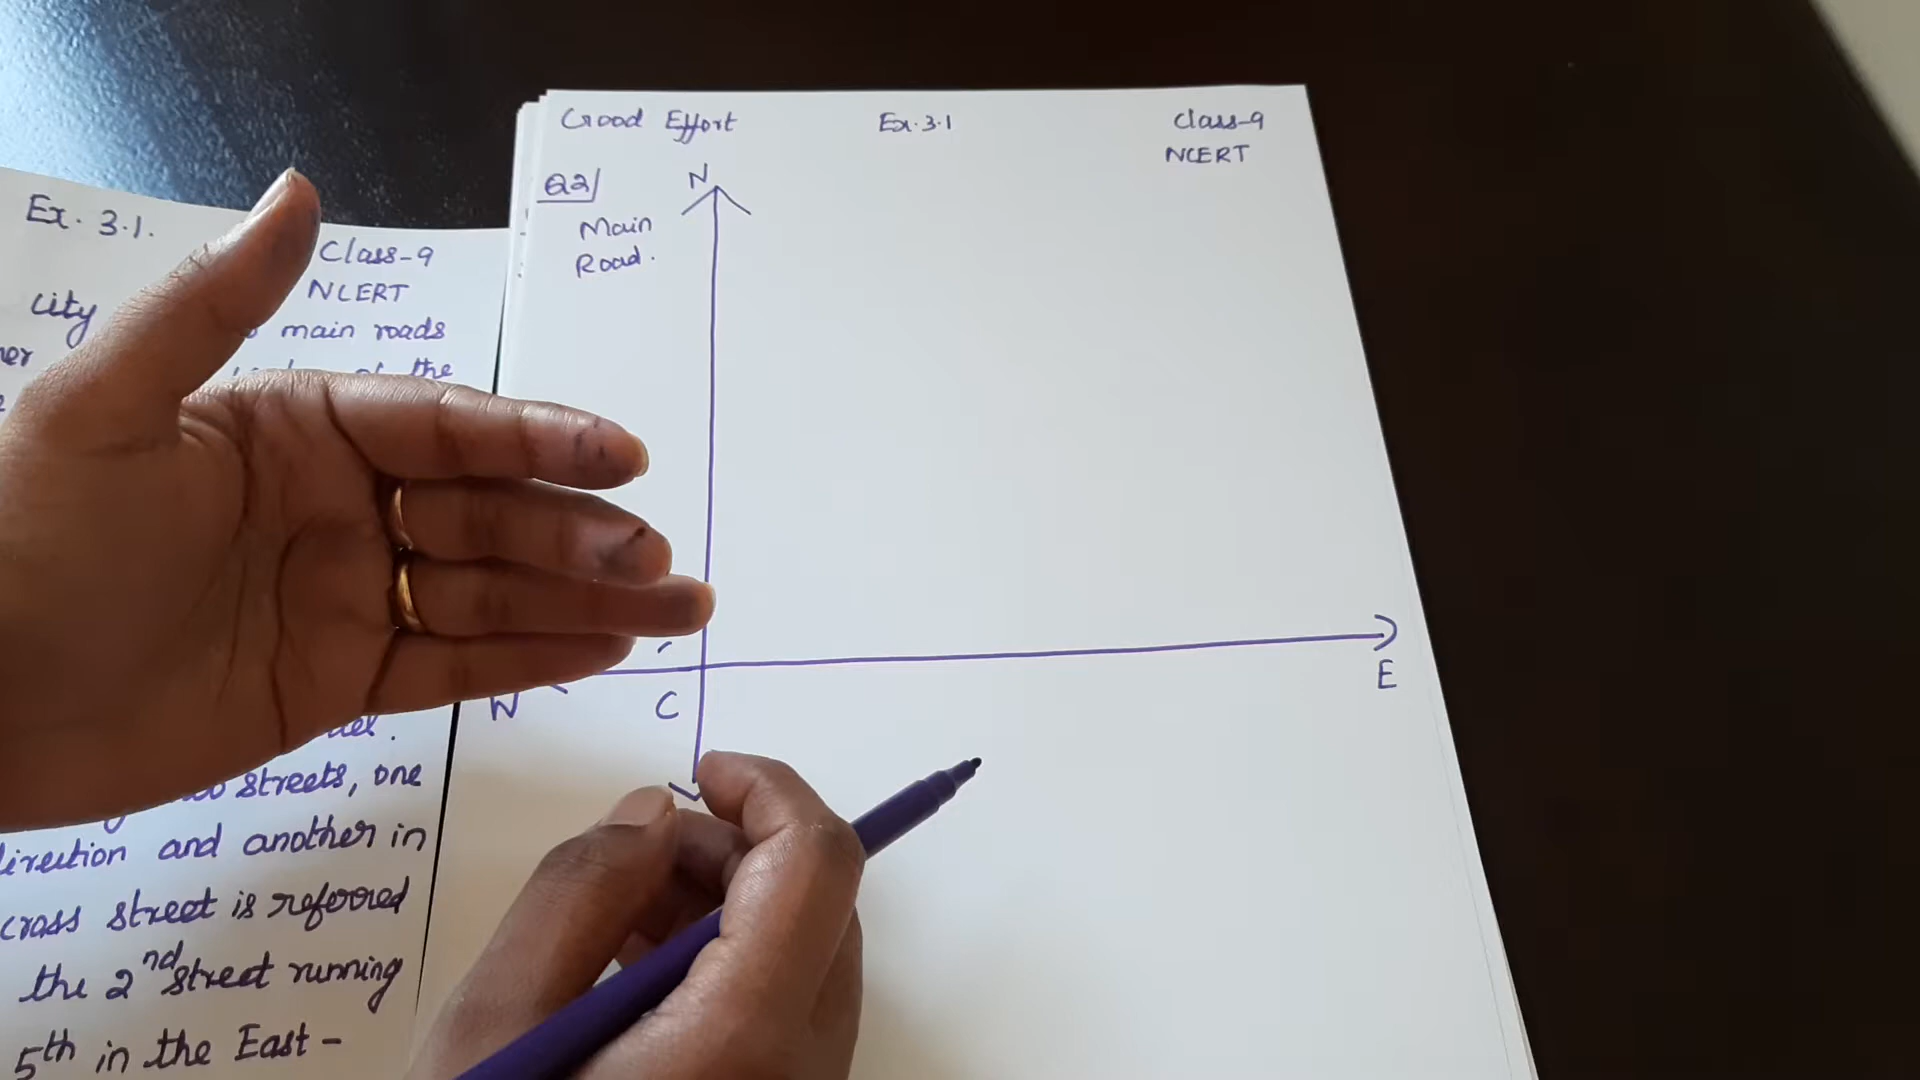 Ex. 3.1.
Class-9
NCERT
city
main roads
of the
streets, one
direction and another in
cross street is referred
the 2nd street running
5th in the East-
Good Effort
Ex. 3.1
Class-9
NCERT
Q2/
N
Main
Road.
W
C
E